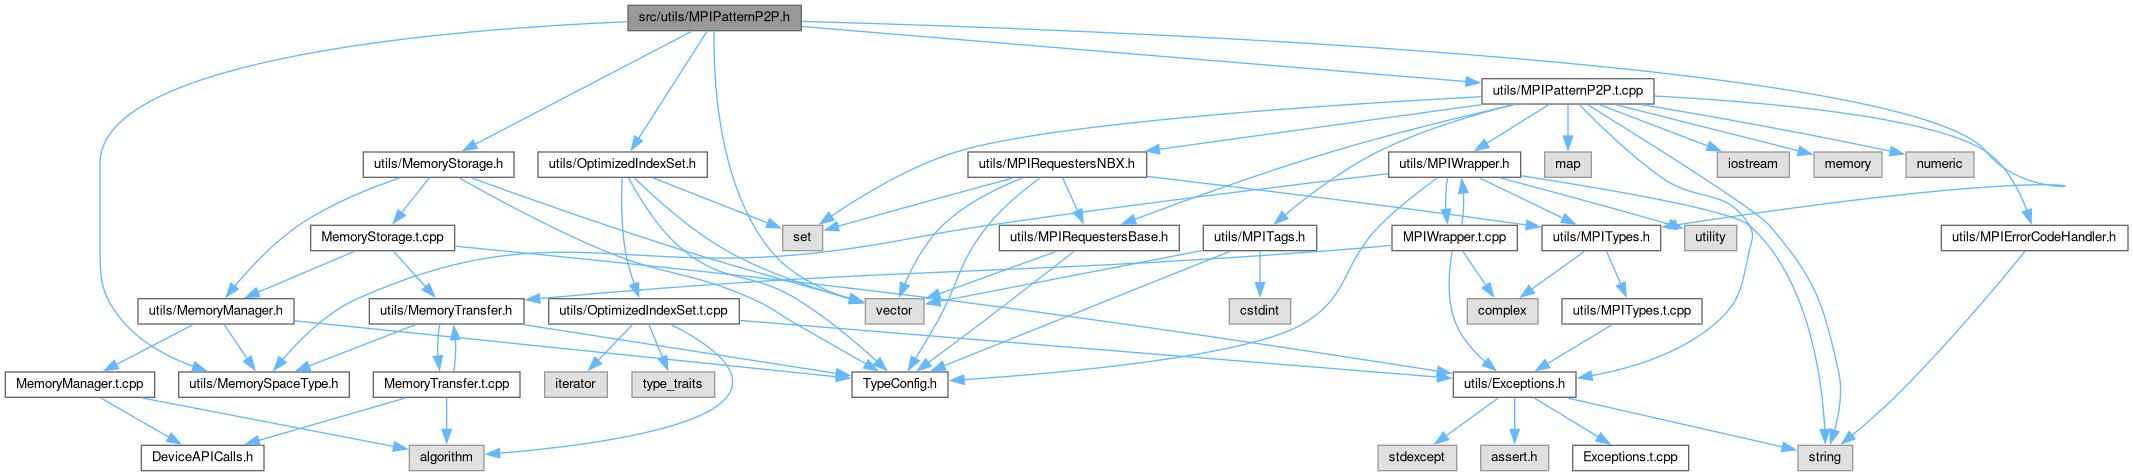 src/utils/MPIPatternP2P.h
utils/MPIPatternP2P.t.cpp
utils/MemoryStorage.h
utils/OptimizedIndexSet.h
utils/MPIRequestersNBX.h
utils/MPIWrapper.h
map
iostream
memory
numeric
MemoryStorage.t.cpp
set
utils/MPIRequestersBase.h
utils/MPITags.h
MPIWrapper.t.cpp
utils/MPITypes.h
utility
utils/MPIErrorCodeHandler.h
utils/MemoryManager.h
utils/MemoryTransfer.h
utils/OptimizedIndexSet.t.cpp
vector
cstdint
complex
utils/MPITypes.t.cpp
MemoryManager.t.cpp
utils/MemorySpaceType.h
MemoryTransfer.t.cpp
iterator
type_traits
TypeConfig.h
utils/Exceptions.h
DeviceAPICalls.h
algorithm
stdexcept
assert.h
Exceptions.t.cpp
string